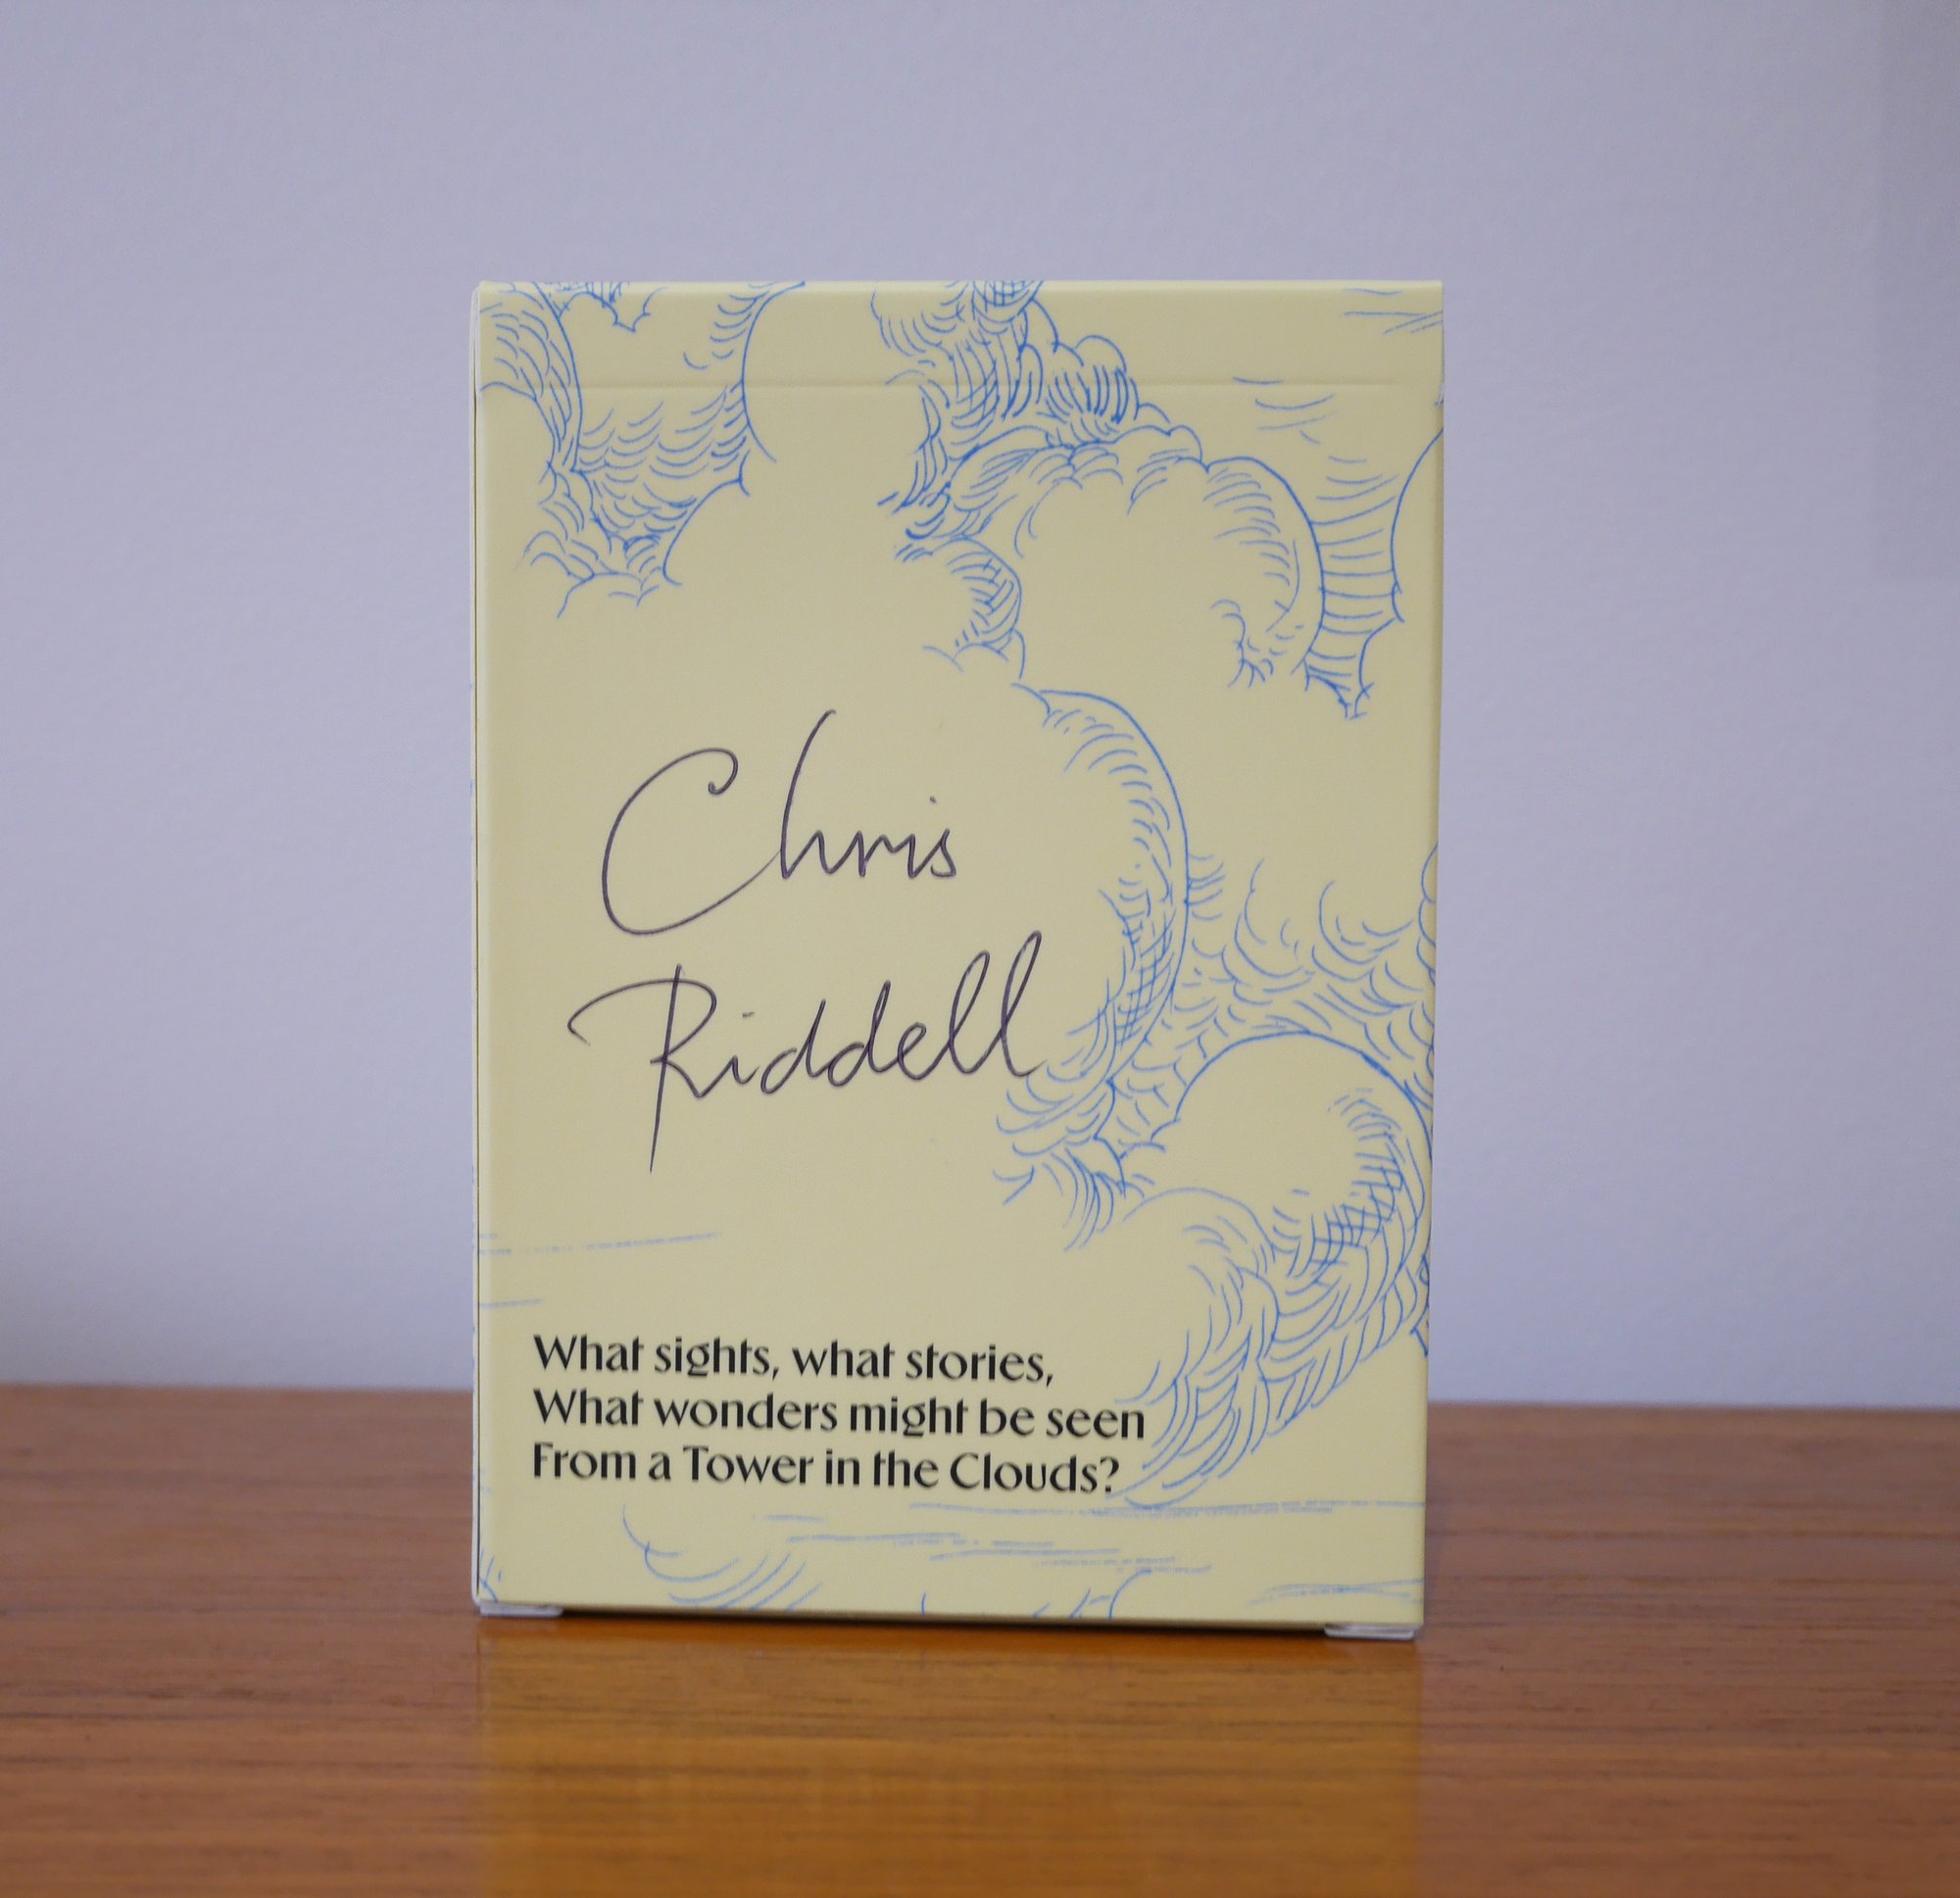 Chris
Riddell
What sights, what stories,
What wonders might be seen
From a Tower in the Clouds?